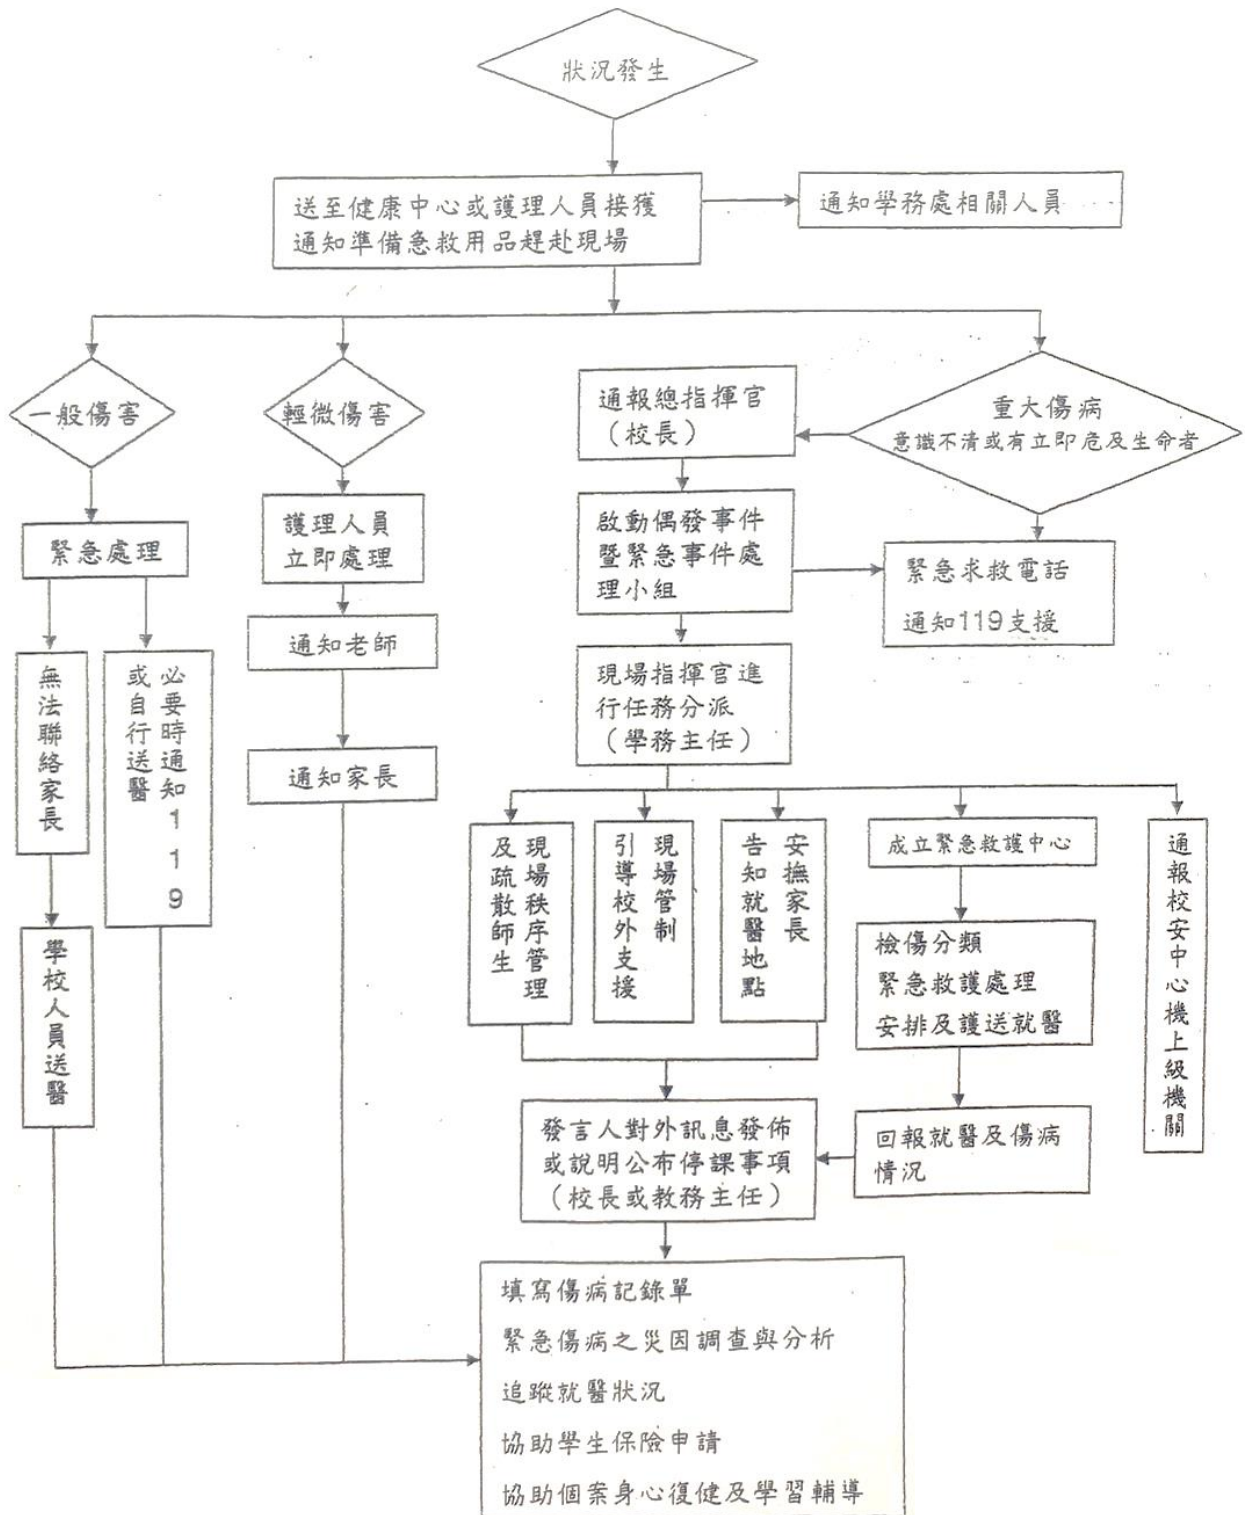 狀況發生
送至健康中心或護理人員接獲
通知準備急救用品趕赴現場
通知學務處相關人員
一般傷害
輕微傷害
重大傷病
意識不清或有立即危及生命者
通報總指揮官
（校長）
緊急處理
護理人員
立即處理
啟動偶發事件
暨緊急事件處
理小組
緊急求救電話
通知119支援
無法聯絡家長
必要時通知119
或自行送醫
通知老師
現場指揮官進
行任務分派
（學務主任）
通知家長
學校人員送醫
現場秩序管理
及疏散師生
現場管制
引導校外支援
安撫家長
告知就醫地點
成立緊急救護中心
通報校安中心機上級機關
檢傷分類
緊急救護處理
安排及護送就醫
發言人對外訊息發佈
或說明公布停課事項
（校長或教務主任）
回報就醫及傷病
情況
填寫傷病記錄單
緊急傷病之災因調查與分析
追蹤就醫狀況
協助學生保險申請
協助個案身心復健及學習輔導